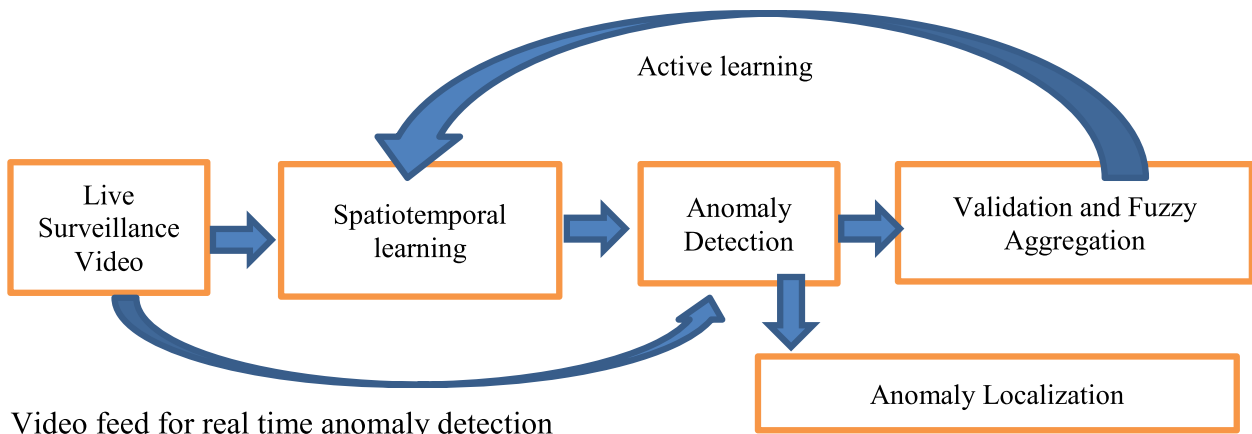 Active learning
Live
Surveillance
Video
Spatiotemporal
learning
Anomaly
Detection
Validation and Fuzzy
Aggregation
Anomaly Localization
Video feed for real time anomaly detection